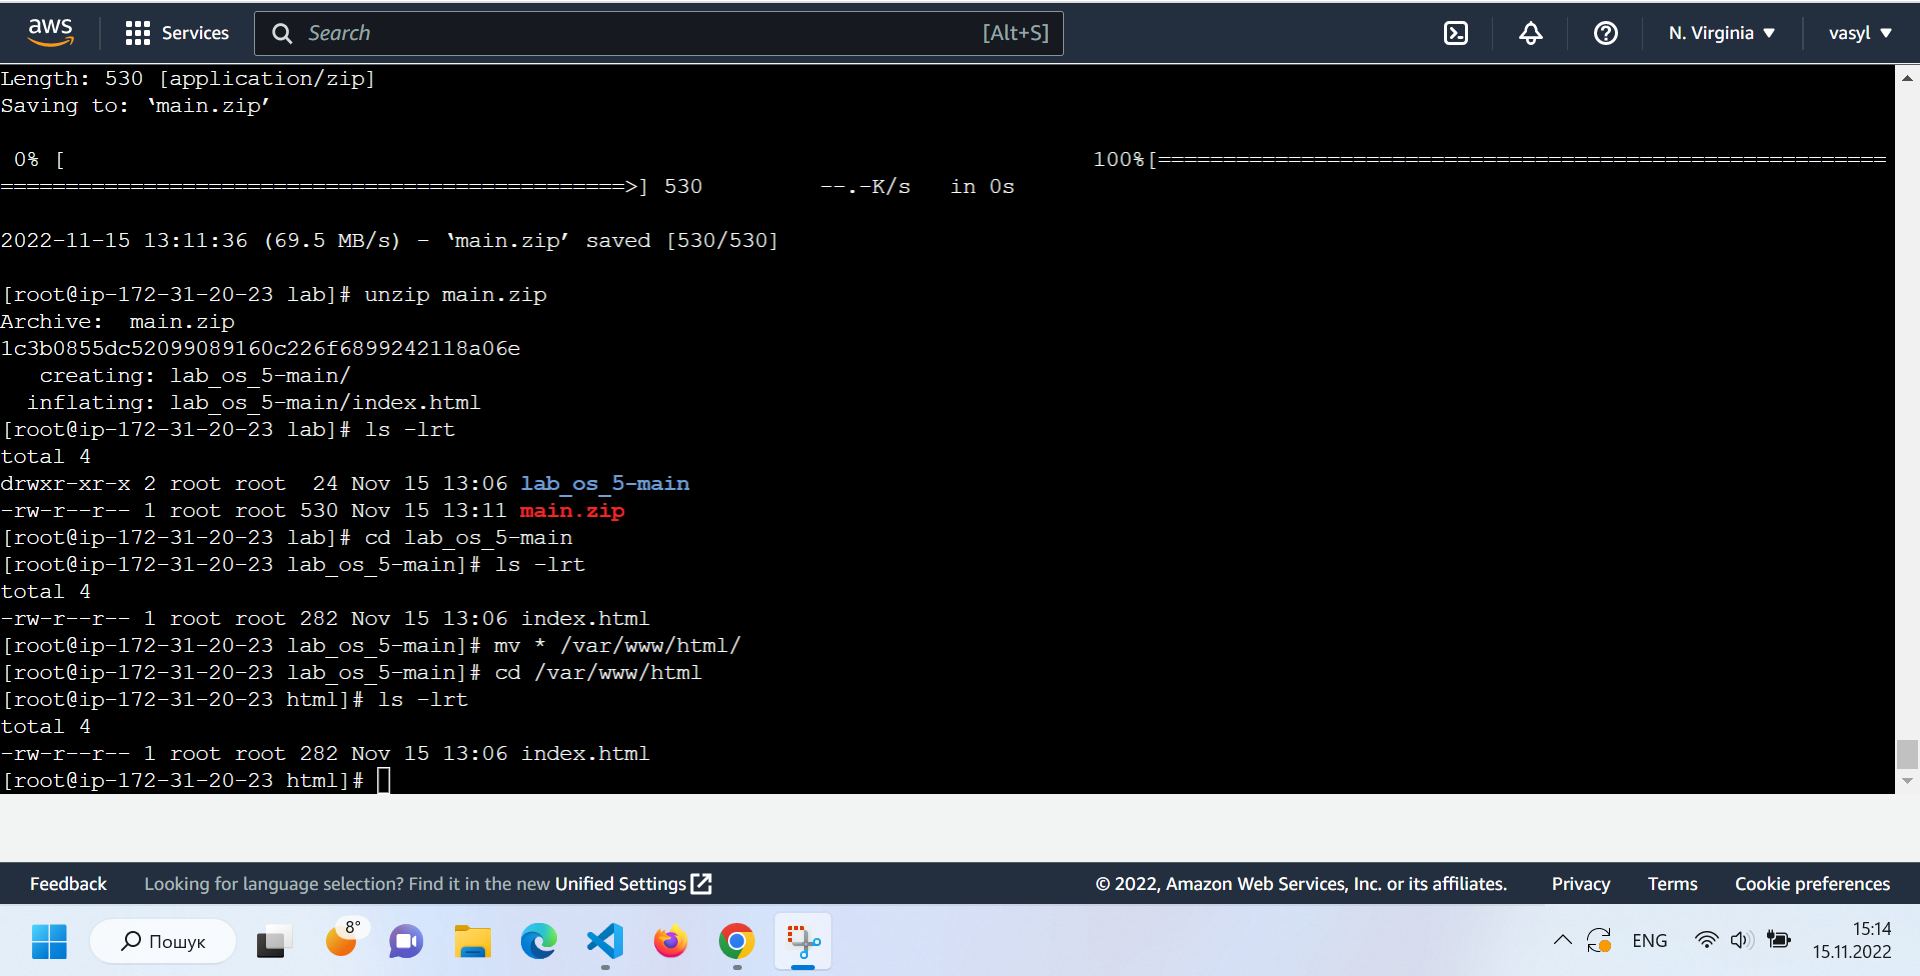 aws
Services
Search
[Alt+S]
N. Virginia
vasyl
Length: 530 [application/zip]
Saving to: ‘main.zip’
0% [                                                                               100%[========================================================
================================================>] 530         --.-K/s   in 0s
2022-11-15 13:11:36 (69.5 MB/s) - ‘main.zip’ saved [530/530]
[root@ip-172-31-20-23 lab]# unzip main.zip
Archive:  main.zip
1c3b0855dc52099089160c226f6899242118a06e
   creating: lab_os_5-main/
  inflating: lab_os_5-main/index.html
[root@ip-172-31-20-23 lab]# ls -lrt
total 4
drwxr-xr-x 2 root root  24 Nov 15 13:06 lab_os_5-main
-rw-r--r-- 1 root root 530 Nov 15 13:11 main.zip
[root@ip-172-31-20-23 lab]# cd lab_os_5-main
[root@ip-172-31-20-23 lab_os_5-main]# ls -lrt
total 4
-rw-r--r-- 1 root root 282 Nov 15 13:06 index.html
[root@ip-172-31-20-23 lab_os_5-main]# mv * /var/www/html/
[root@ip-172-31-20-23 lab_os_5-main]# cd /var/www/html
[root@ip-172-31-20-23 html]# ls -lrt
total 4
-rw-r--r-- 1 root root 282 Nov 15 13:06 index.html
[root@ip-172-31-20-23 html]#
Feedback
Looking for language selection? Find it in the new Unified Settings
© 2022, Amazon Web Services, Inc. or its affiliates.
Privacy
Terms
Cookie preferences
Пошук
8°
ENG
15:14
15.11.2022